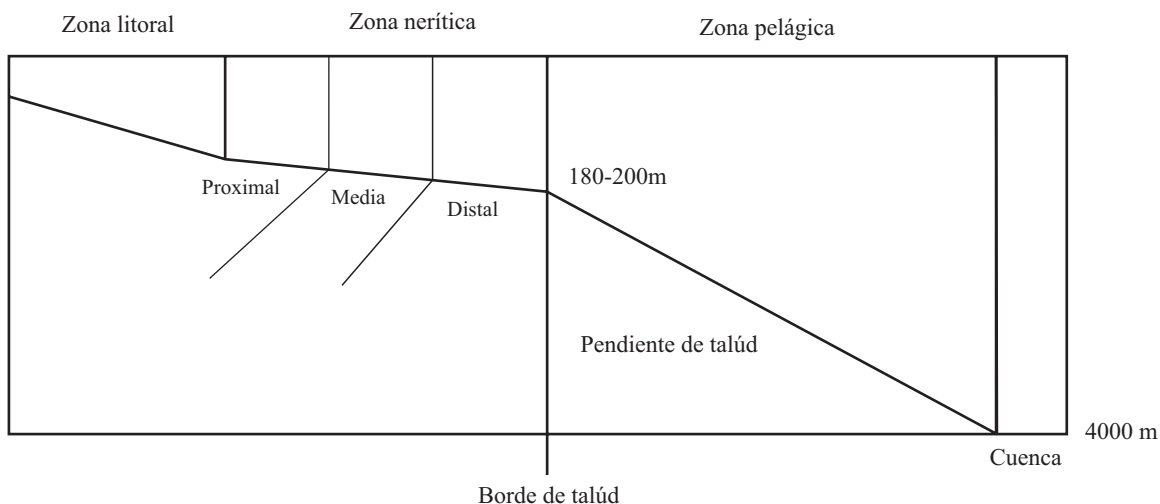 Zona litoral
Zona nerítica
Zona pelágica
180-200m
Proximal
Media
Distal
Pendiente de talúd
4000 m
Cuenca
Borde de talúd